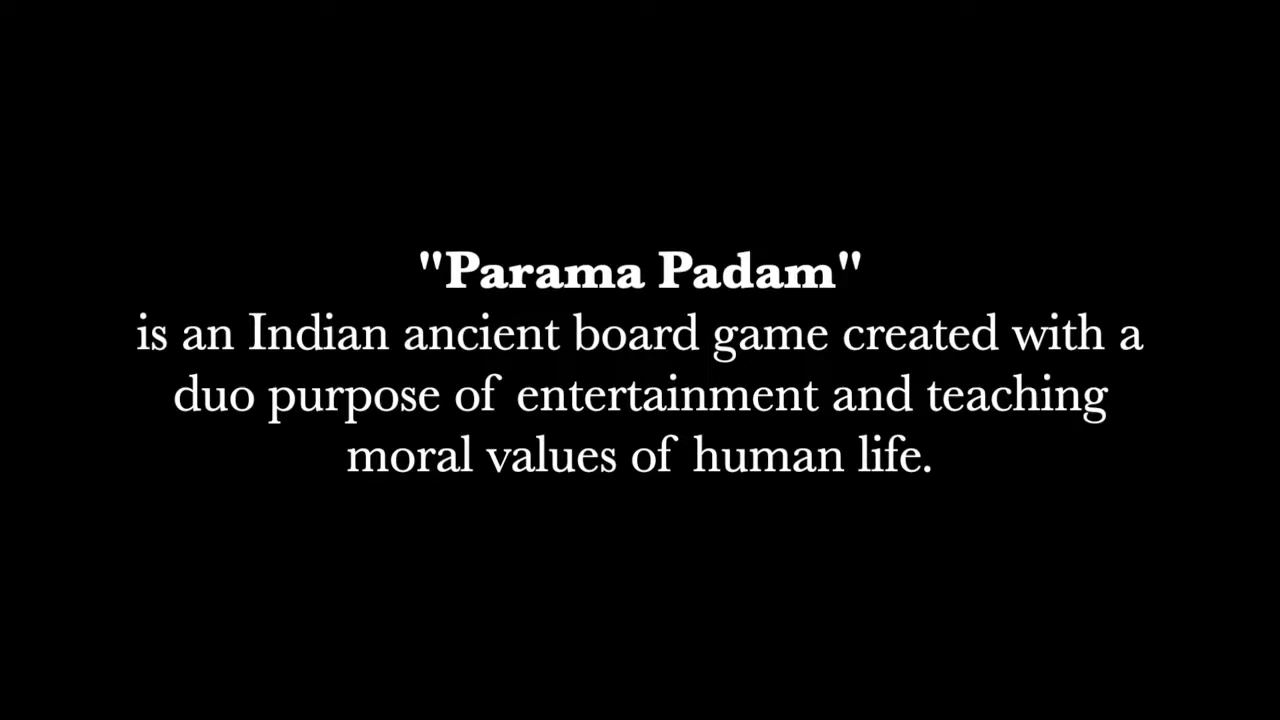 "Parama Padam"
is an Indian ancient board game created with a
duo purpose of entertainment and teaching
moral values of human life.